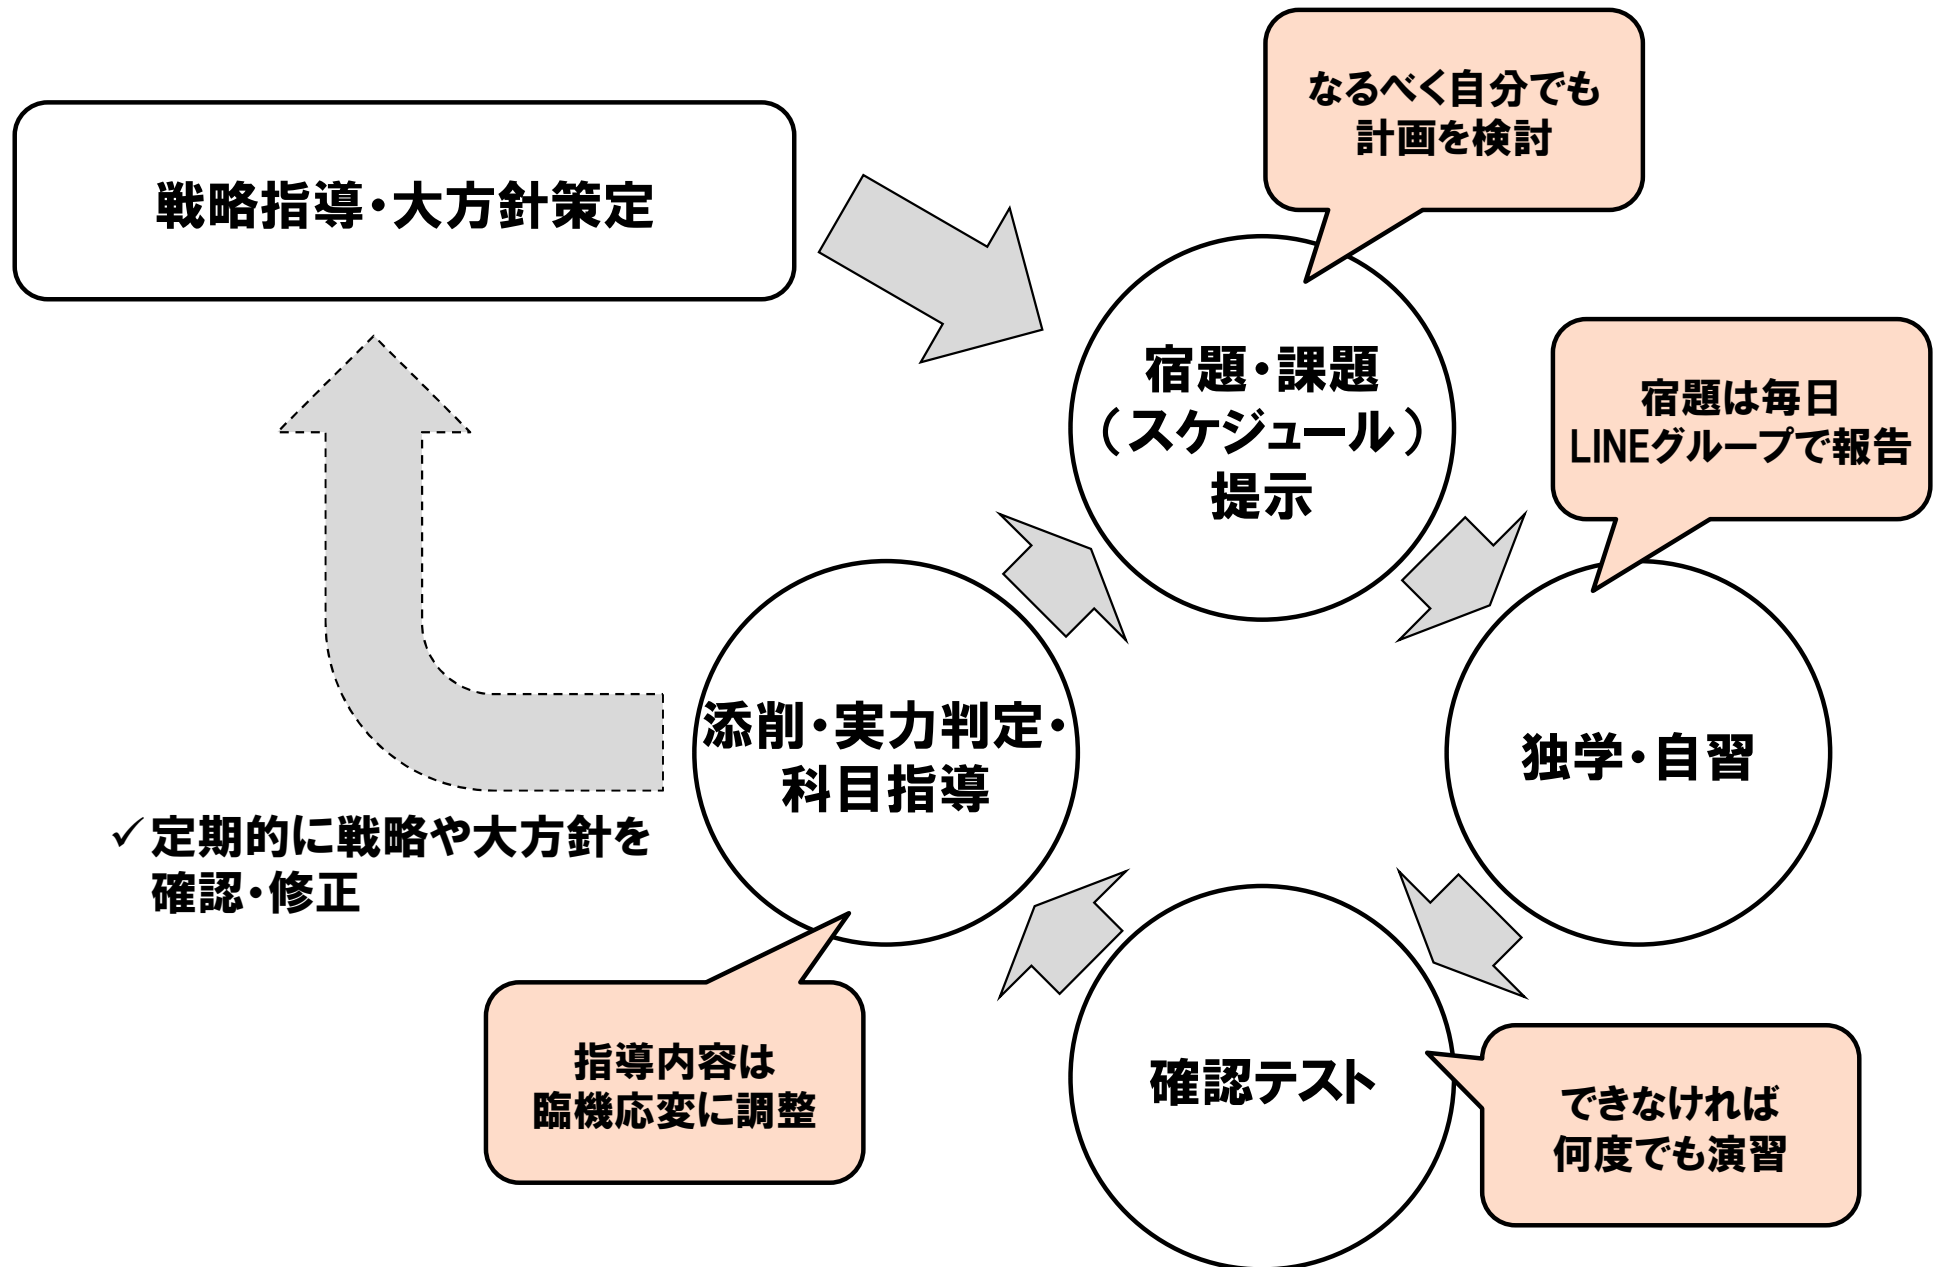 なるべく自分でも
計画を検討
戦略指導・大方針策定
宿題・課題
（スケジュール）
提示
宿題は毎日
LINEグループで報告
添削・実力判定・
科目指導
独学・自習
✓定期的に戦略や大方針を
確認・修正
指導内容は
臨機応変に調整
確認テスト
できなければ
何度でも演習